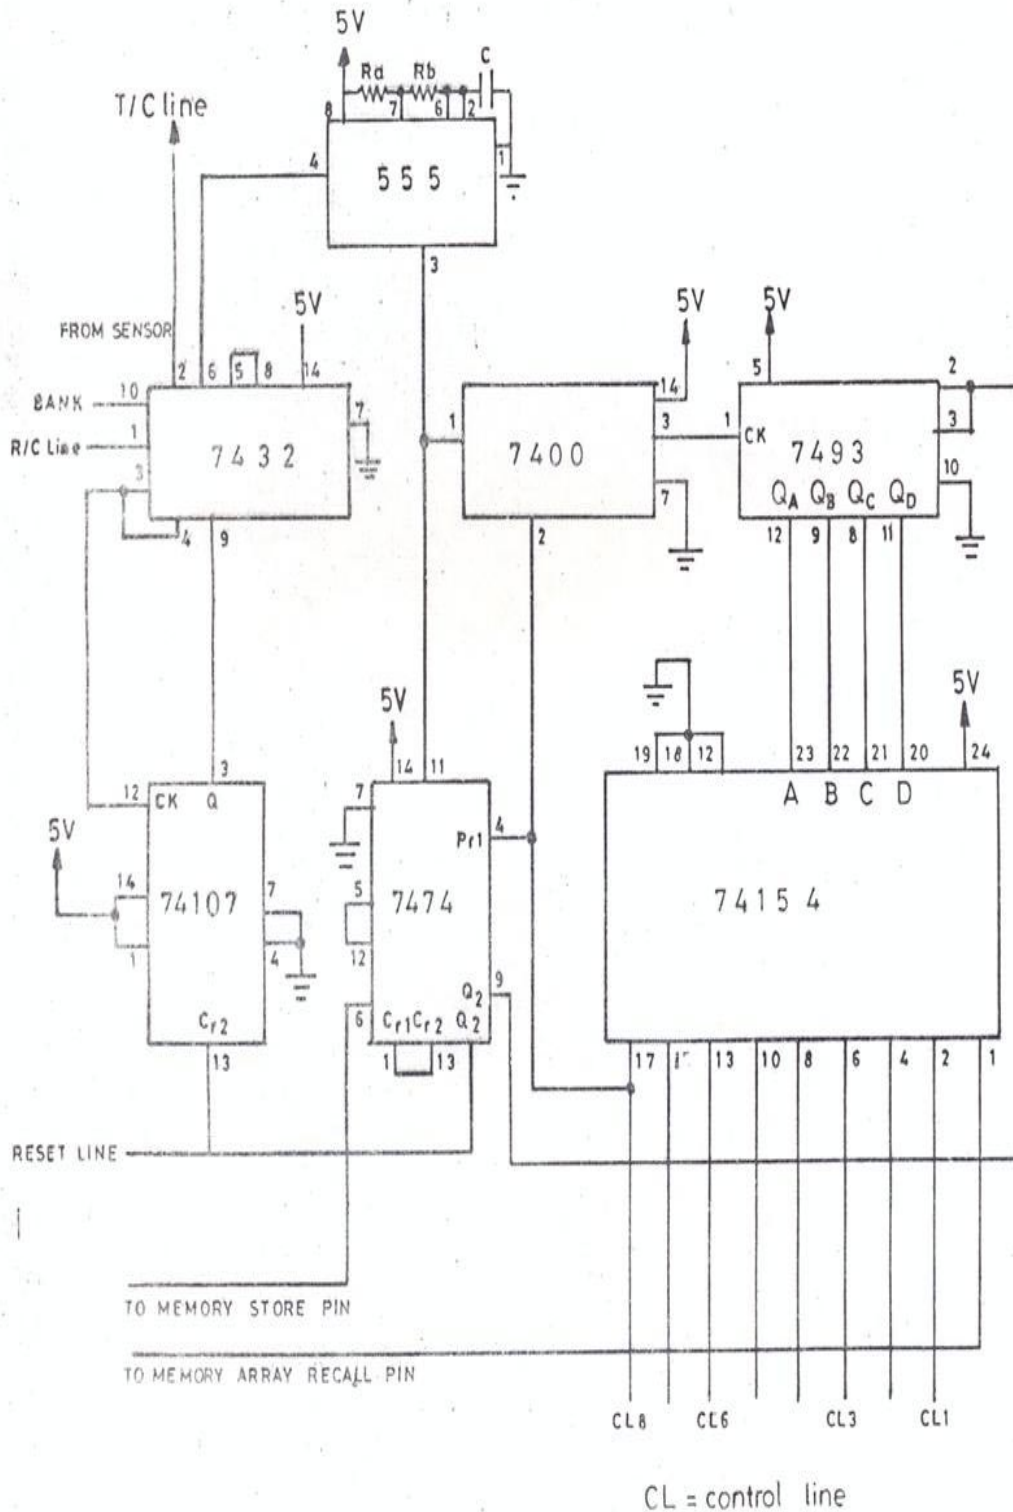 5V
Ra Rb C
T/C line
8 7 6 2
4 555 1
3
5V 5V 5V
FROM SENSOR
2 6 5 8 14
14 5 2
BANK 10
7 1 3 1 CK 3
R/C Line 1
7432 7400 7493
3
7 10
QA QB QC QD
4 9 2 12 9 8 11
5V 5V
19 18 12 23 22 21 20 24
3 14 11
12 CK Q 7 A B C D
5V 4
Pr1
14 7 5
74107 7474 74154
1 4 12
9
Q2
6
Cr2 Cr1 Cr2 Q2
13 1 13 17 13 10 8 6 4 2 1
RESET LINE
TO MEMORY STORE PIN
TO MEMORY ARRAY RECALL PIN
CL8 CL6 CL3 CL1
CL = control line